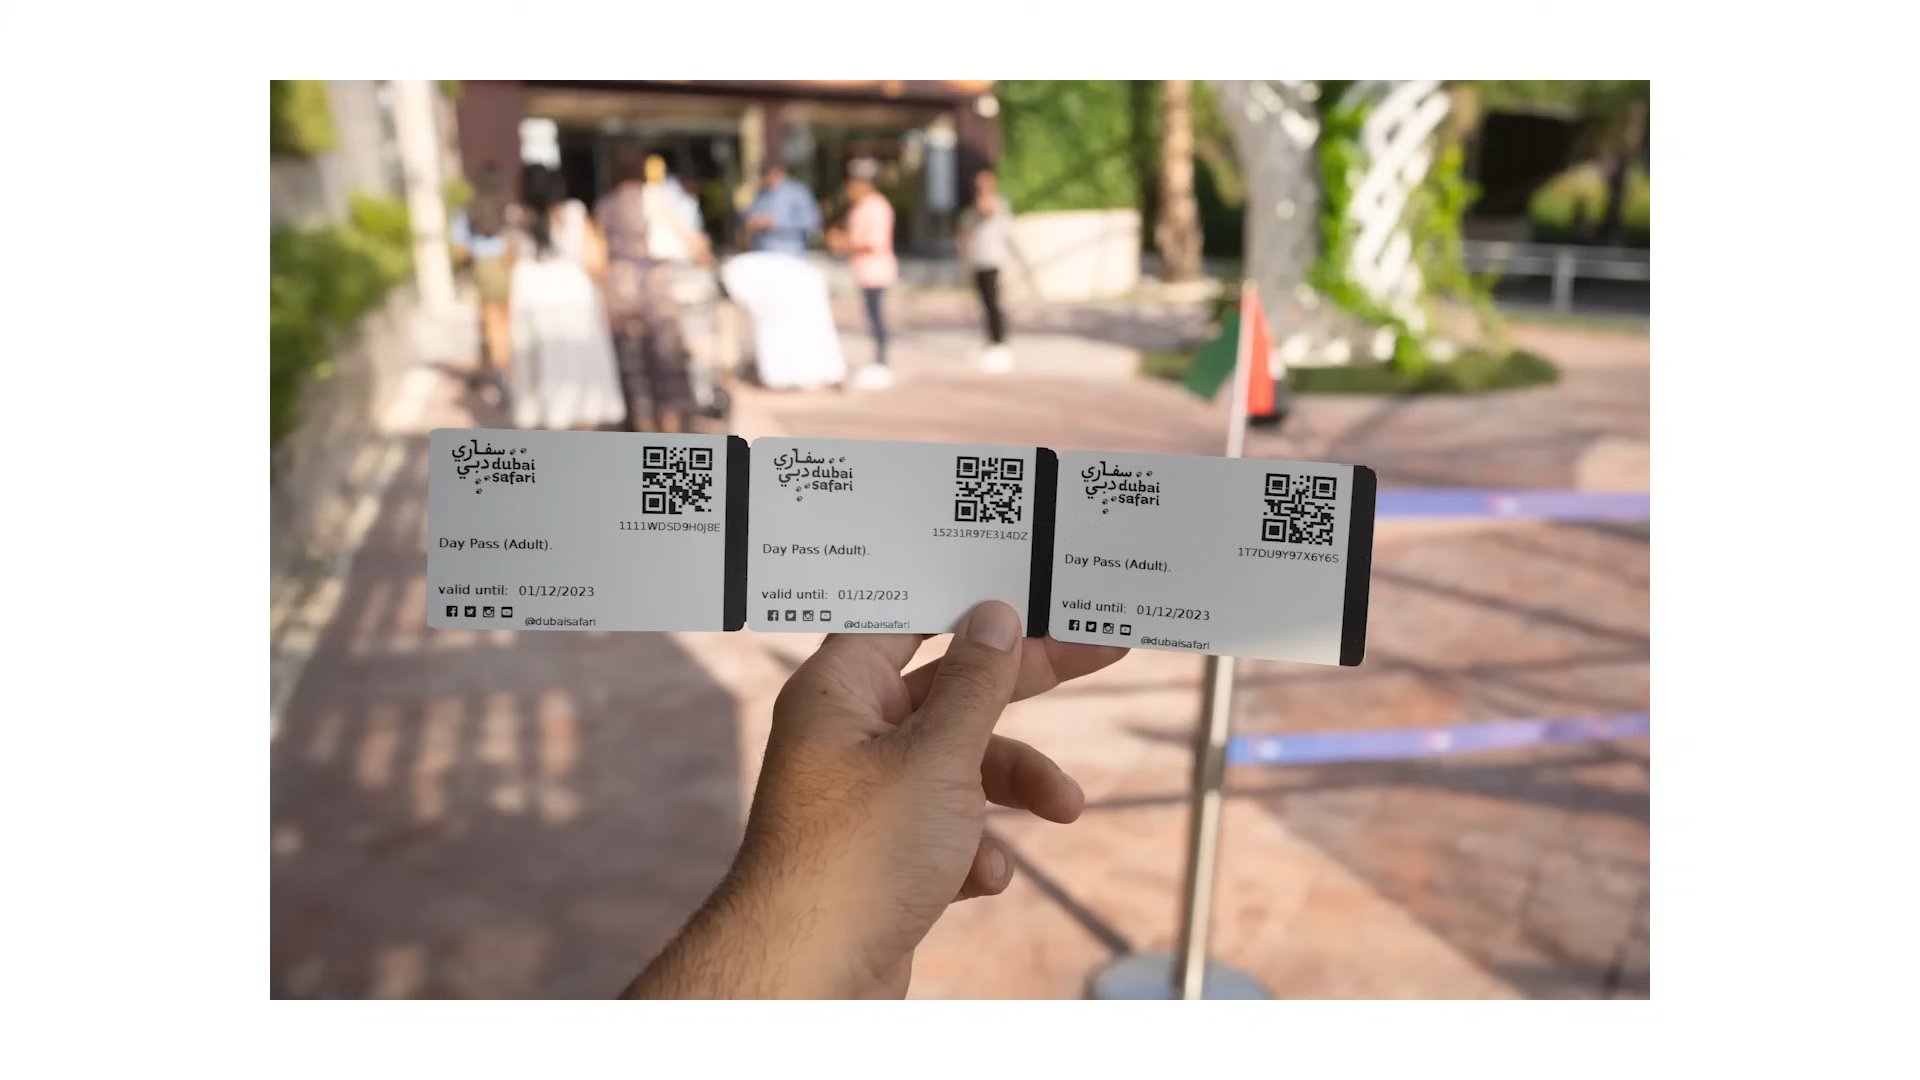 سفاري
دبي dubai
safari
1111WDSD9H0J8E
Day Pass (Adult).
valid until: 01/12/2023
@dubaisafari
سفاري
دبي dubai
safari
15231R97E314DZ
Day Pass (Adult).
valid until: 01/12/2023
@dubaisafari
سفاري
دبي dubai
safari
1T7DU9Y97X6Y6S
Day Pass (Adult).
valid until: 01/12/2023
@dubaisafari